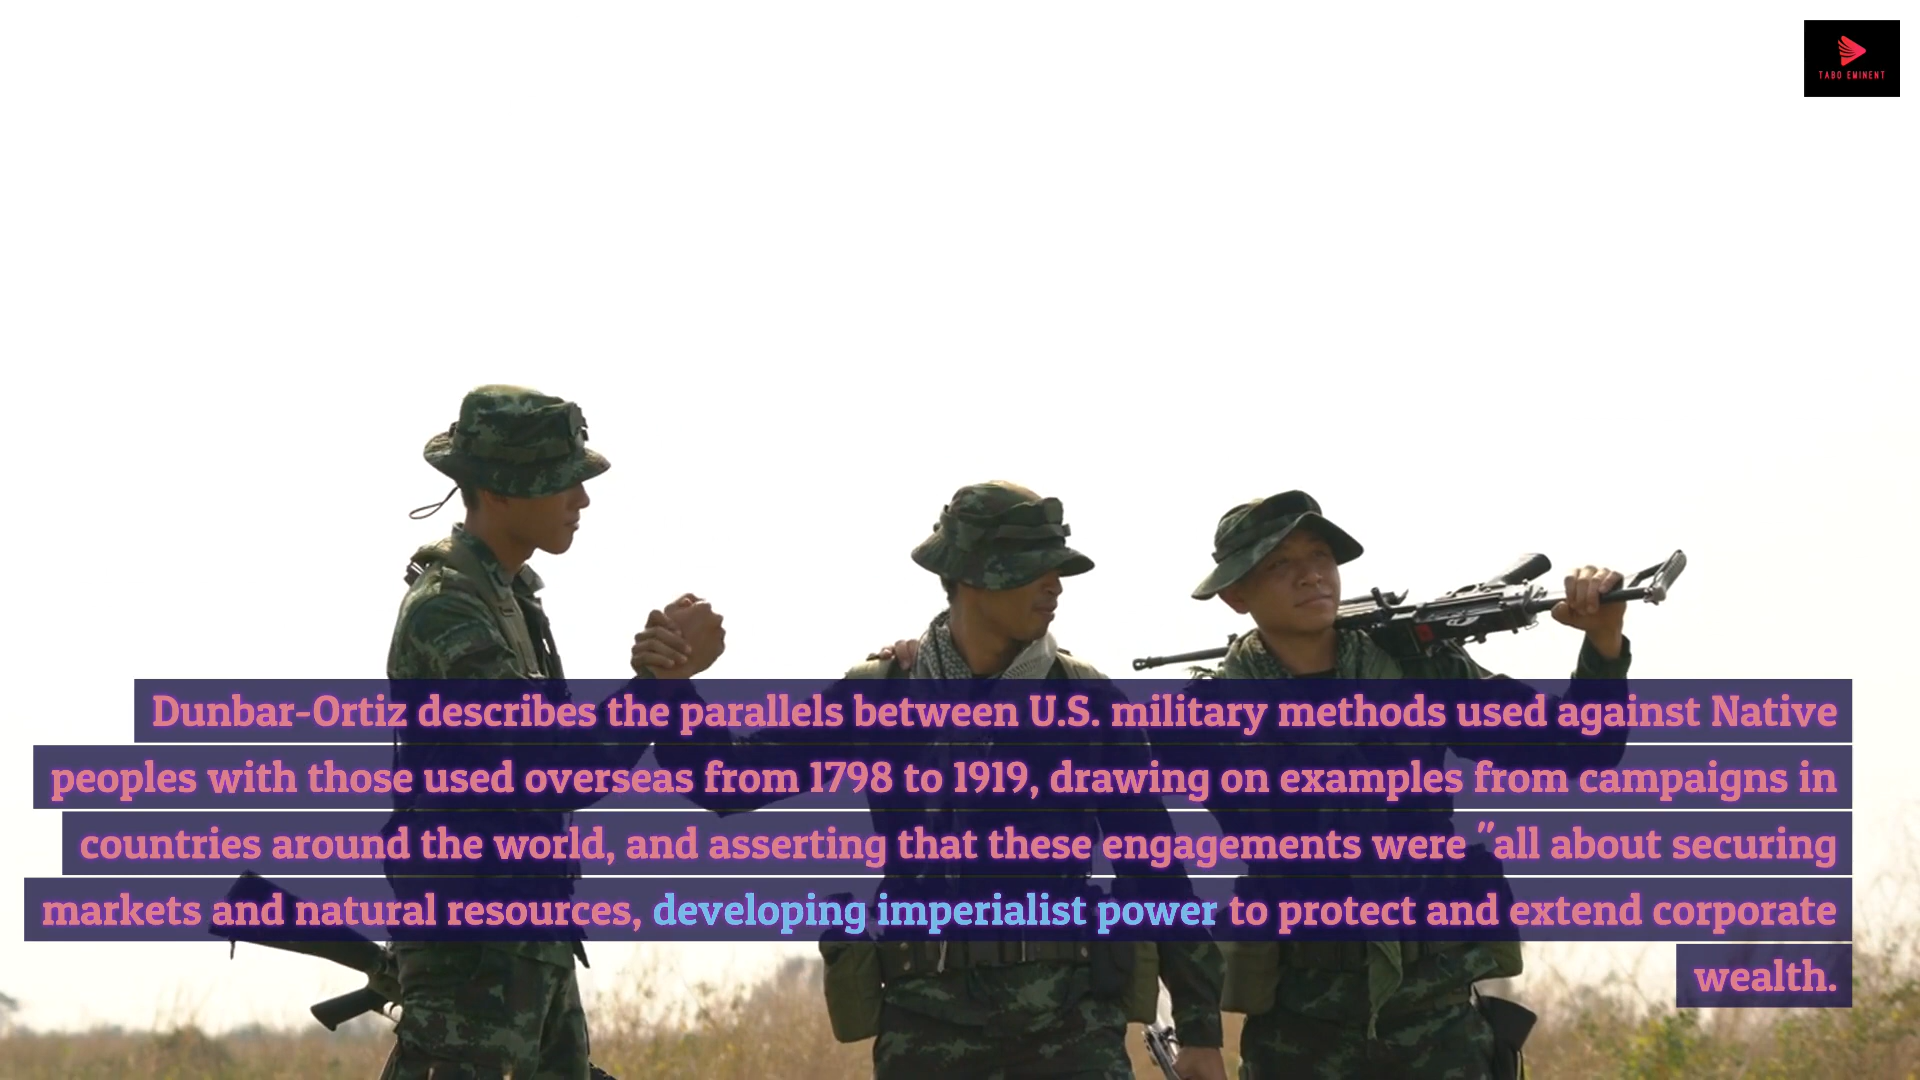 TABO EMINENT
Dunbar-Ortiz describes the parallels between U.S. military methods used against Native
peoples with those used overseas from 1798 to 1919, drawing on examples from campaigns in
countries around the world, and asserting that these engagements were "all about securing
markets and natural resources, developing imperialist power to protect and extend corporate
wealth.